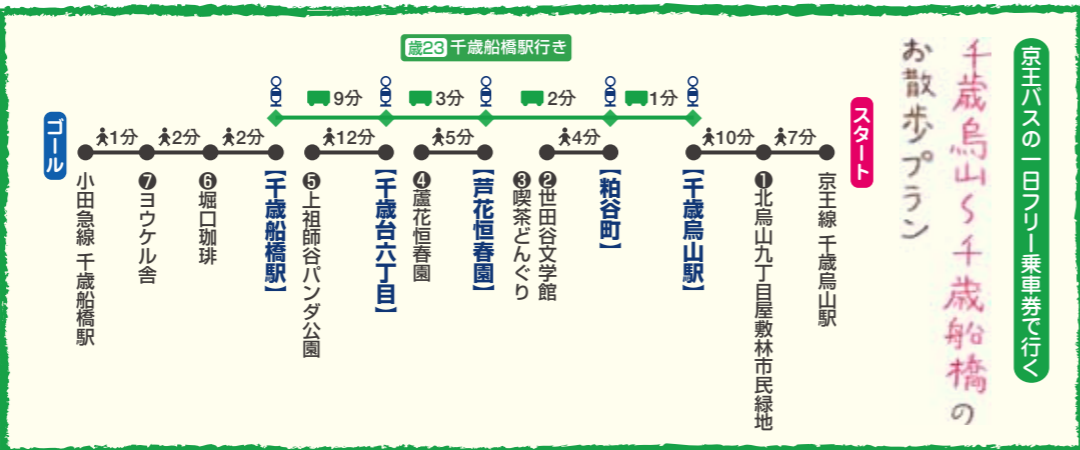 京王バスの一日フリー乗車券で行く
千歳烏山〜千歳船橋の
お散歩プラン
歳23 千歳船橋駅行き
スタート
京王線 千歳烏山駅
7分
❶北烏山九丁目屋敷林市民緑地
10分
【千歳烏山駅】
1分
【粕谷町】
4分
❷世田谷文学館
❸喫茶どんぐり
2分
【芦花恒春園】
5分
❹蘆花恒春園
3分
【千歳台六丁目】
12分
❺上祖師谷パンダ公園
9分
【千歳船橋駅】
2分
❻堀口珈琲
2分
❼ヨウケル舎
1分
小田急線 千歳船橋駅
ゴール